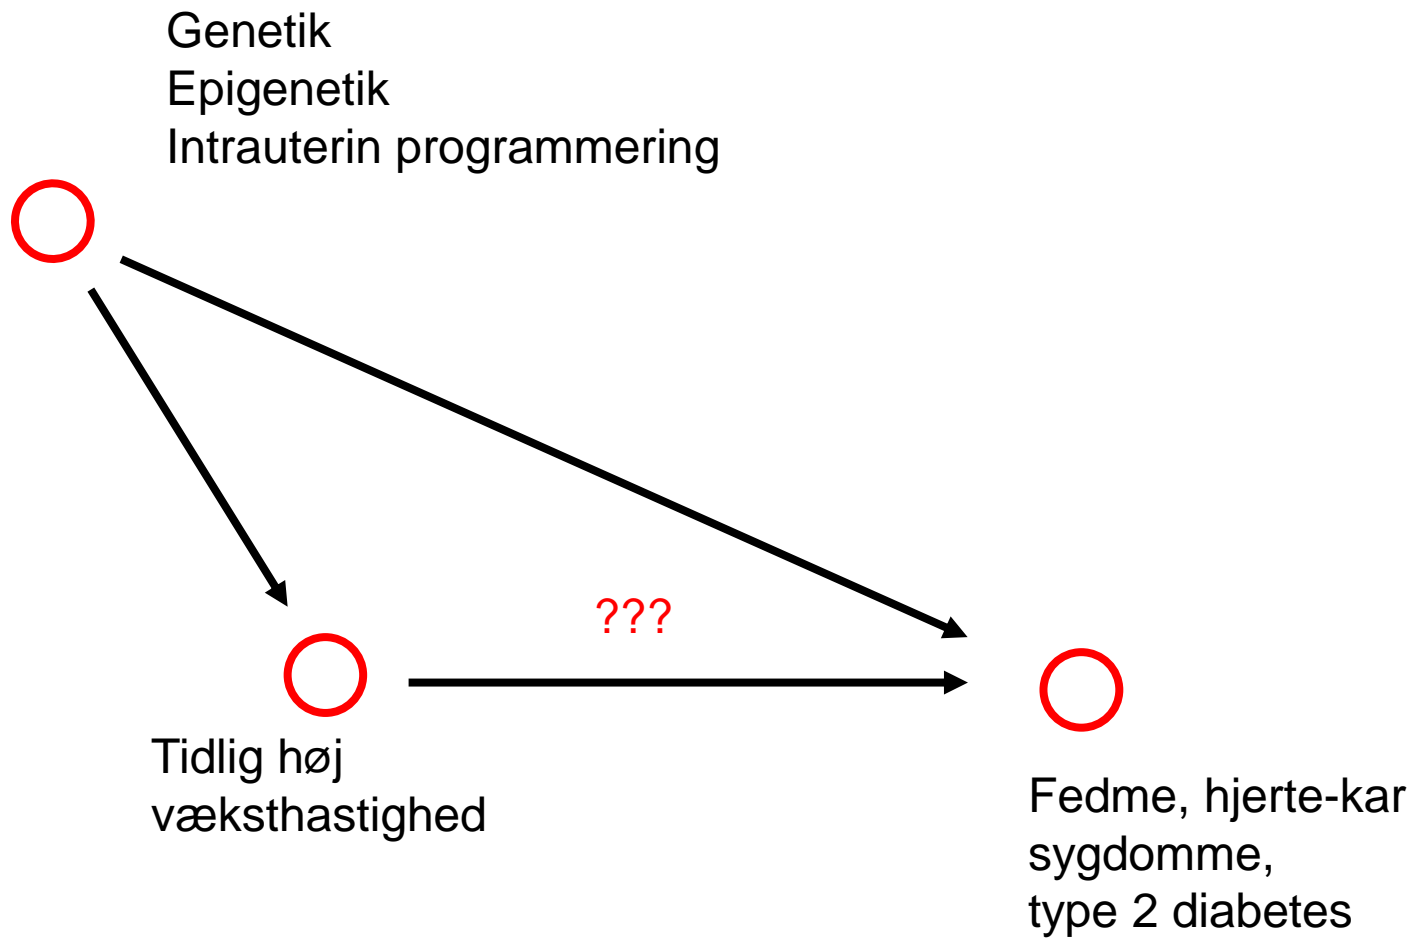 Genetik
Epigenetik
Intrauterin programmering
???
Tidlig høj
væksthastighed
Fedme, hjerte-kar
sygdomme,
type 2 diabetes